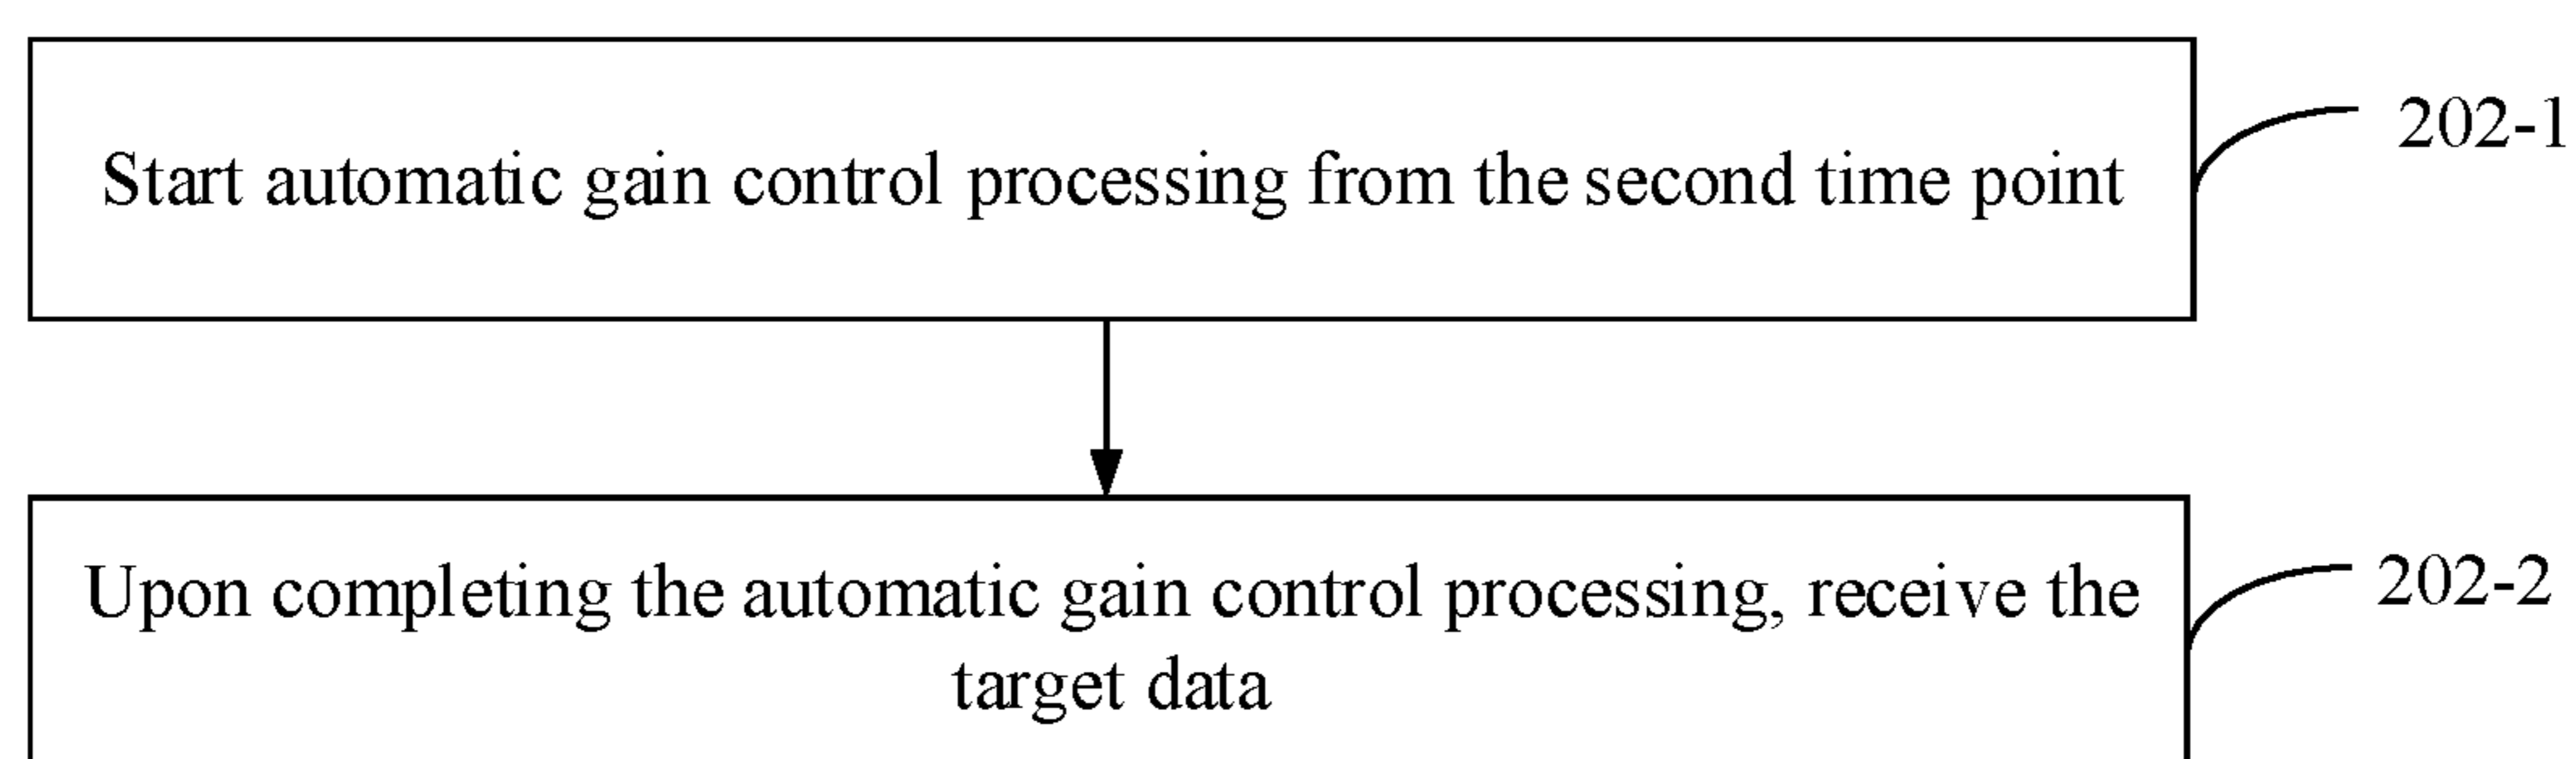 Start automatic gain control processing from the second time point
202-1
Upon completing the automatic gain control processing, receive the
target data
202-2